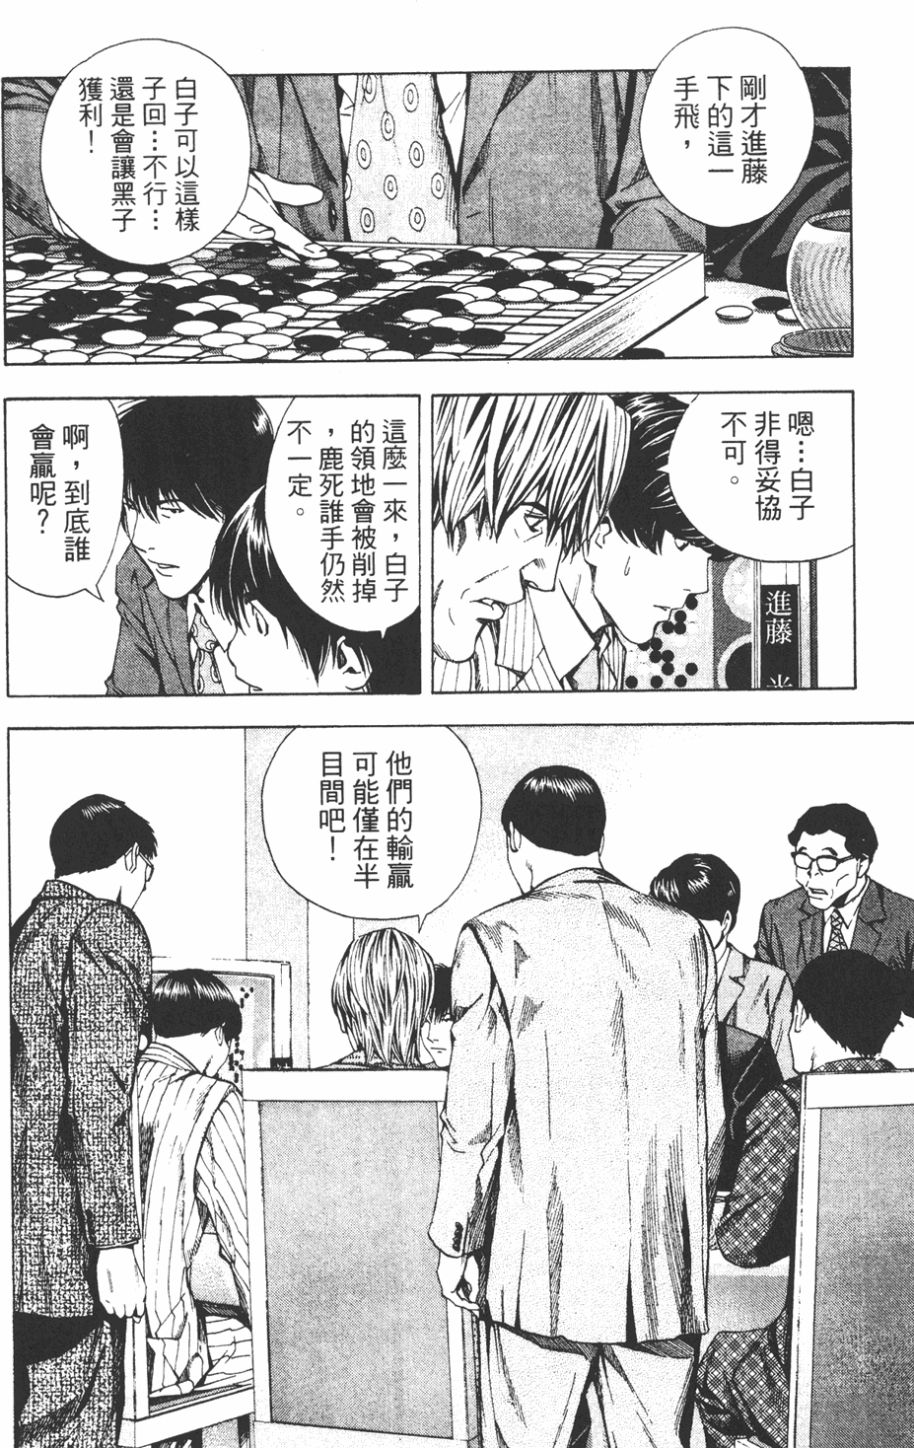 剛才進藤
下的這一
手飛，
白子可以這樣
子回…不行…
還是會讓黑子
獲利！
嗯…白子
非得妥協
不可。
進藤 光
這麼一來，白子
的領地會被削掉
，鹿死誰手仍然
不一定。
啊，到底誰
會贏呢？
他們的輸贏
可能僅在半
目間吧！